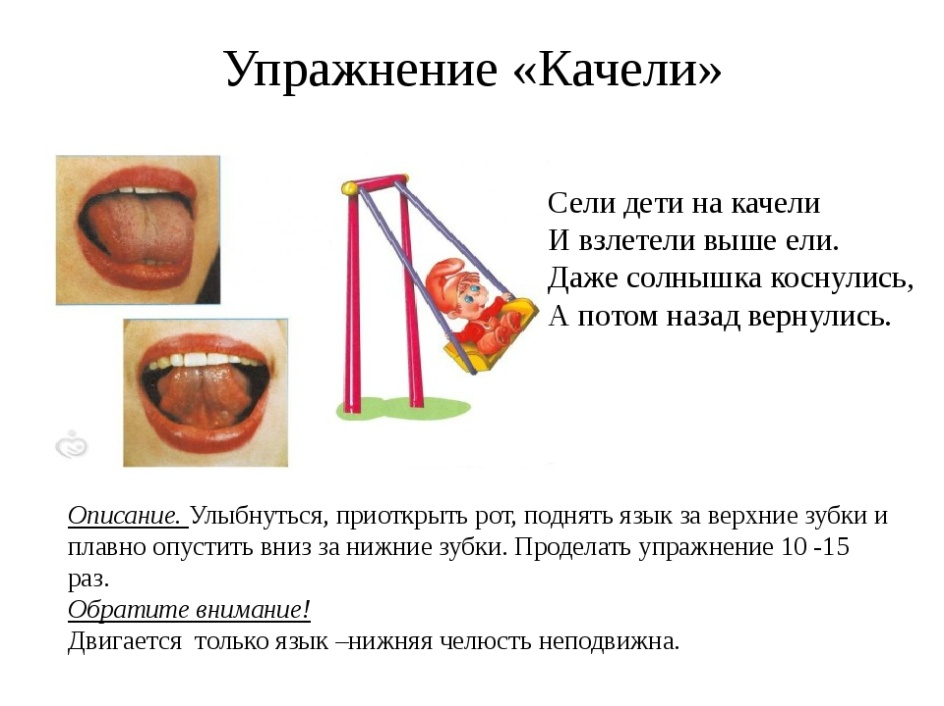 Упражнение «Качели»
Сели дети на качели
И взлетели выше ели.
Даже солнышка коснулись,
А потом назад вернулись.
Описание. Улыбнуться, приоткрыть рот, поднять язык за верхние зубки и
плавно опустить вниз за нижние зубки. Проделать упражнение 10 -15
раз.
Обратите внимание!
Двигается  только язык –нижняя челюсть неподвижна.